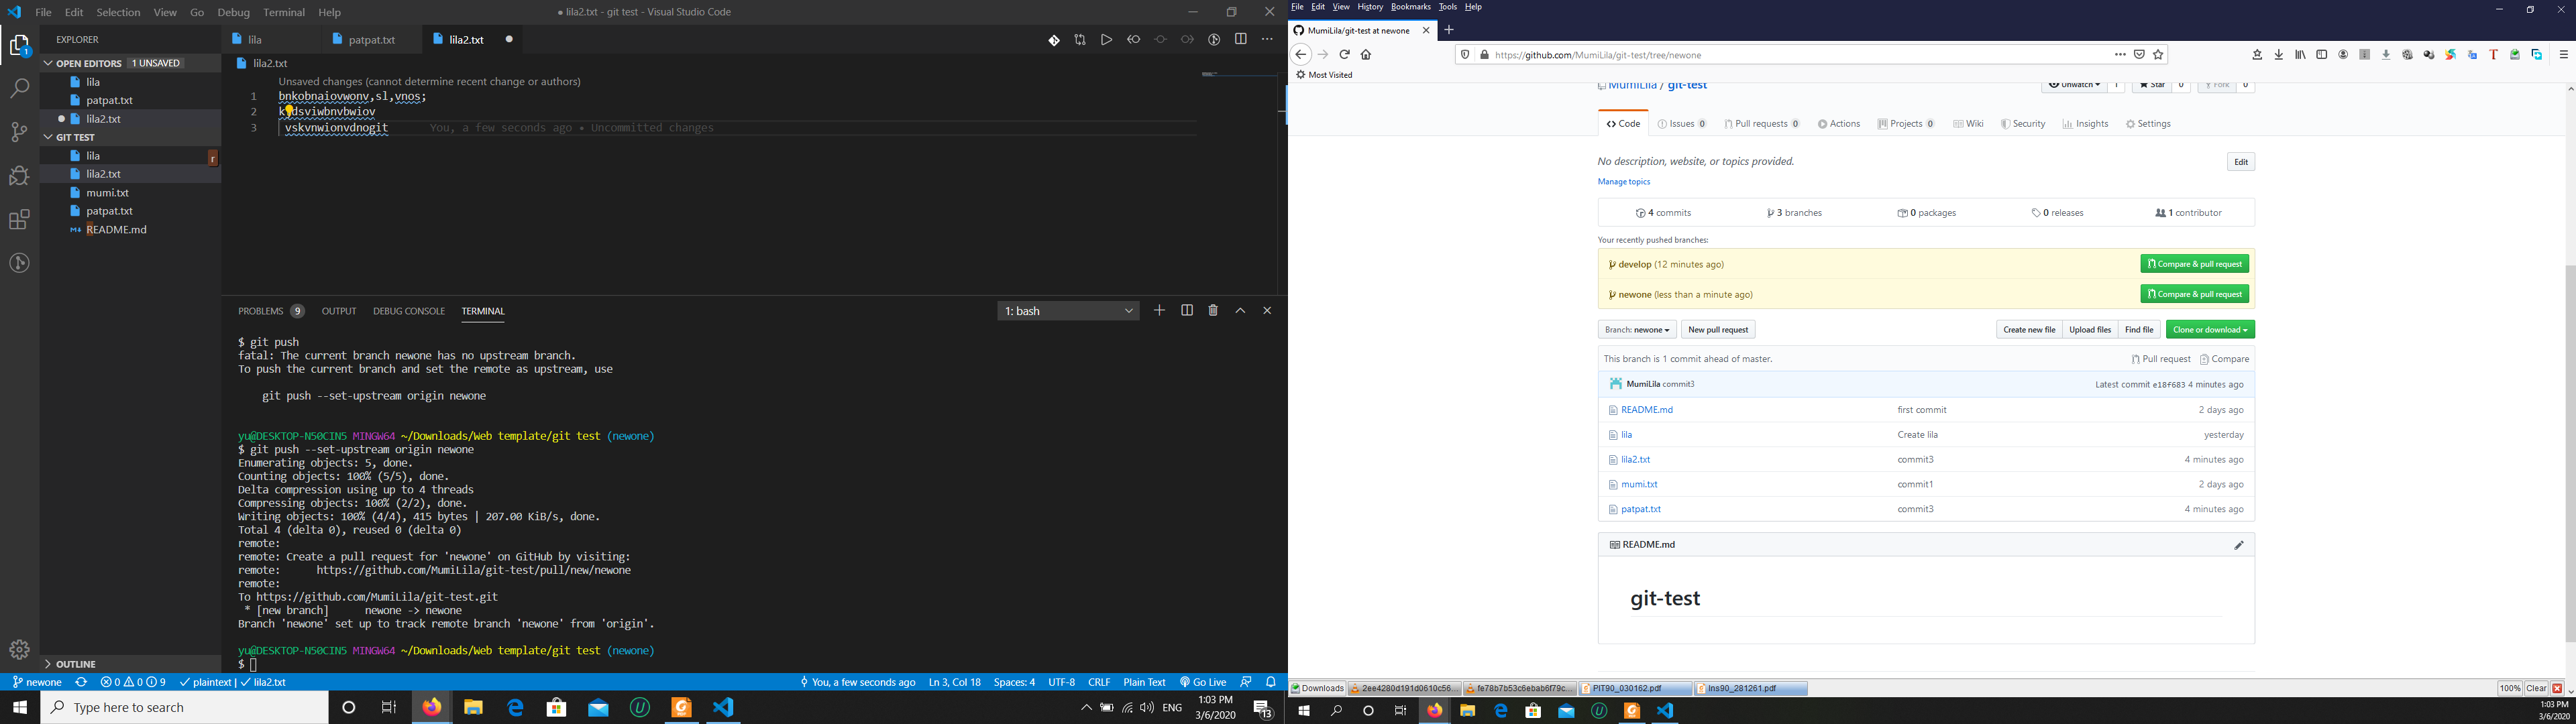 File Edit Selection View Go Debug Terminal Help
● lila2.txt - git test - Visual Studio Code
EXPLORER
OPEN EDITORS 1 UNSAVED
lila
patpat.txt
lila2.txt
GIT TEST
lila
lila2.txt
mumi.txt
patpat.txt
README.md
OUTLINE
lila patpat.txt lila2.txt
lila2.txt
Unsaved changes (cannot determine recent change or authors)
1 bnkobnaiovwonv,sl,vnos;
2
3 vskvnwionvdnogit You, a few seconds ago • Uncommitted changes
PROBLEMS 9 OUTPUT DEBUG CONSOLE TERMINAL
1: bash
$ git push
fatal: The current branch newone has no upstream branch.
To push the current branch and set the remote as upstream, use
git push --set-upstream origin newone
yu@DESKTOP-N50CIN5 MINGW64 ~/Downloads/Web template/git test (newone)
$ git push --set-upstream origin newone
Enumerating objects: 5, done.
Counting objects: 100% (5/5), done.
Delta compression using up to 4 threads
Compressing objects: 100% (2/2), done.
Writing objects: 100% (4/4), 415 bytes | 207.00 KiB/s, done.
Total 4 (delta 0), reused 0 (delta 0)
remote:
remote: Create a pull request for 'newone' on GitHub by visiting:
remote: https://github.com/MumiLila/git-test/pull/new/newone
remote:
To https://github.com/MumiLila/git-test.git
* [new branch] newone -> newone
Branch 'newone' set up to track remote branch 'newone' from 'origin'.
yu@DESKTOP-N50CIN5 MINGW64 ~/Downloads/Web template/git test (newone)
$
newone 0 0 9 plaintext | lila2.txt
You, a few seconds ago Ln 3, Col 18 Spaces: 4 UTF-8 CRLF Plain Text Go Live
Type here to search
ENG
1:03 PM
3/6/2020
13
File Edit View History Bookmarks Tools Help
MumiLila/git-test at newone
https://github.com/MumiLila/git-test/tree/newone
Most Visited
MumiLila / git-test
Unwatch 1 Star 0 Fork 0
Code Issues 0 Pull requests 0 Actions Projects 0 Wiki Security Insights Settings
No description, website, or topics provided.
Edit
Manage topics
4 commits 3 branches 0 packages 0 releases 1 contributor
Your recently pushed branches:
develop (12 minutes ago) Compare & pull request
newone (less than a minute ago) Compare & pull request
Branch: newone New pull request Create new file Upload files Find file Clone or download
This branch is 1 commit ahead of master. Pull request Compare
MumiLila commit3 Latest commit e18f683 4 minutes ago
README.md first commit 2 days ago
lila Create lila yesterday
lila2.txt commit3 4 minutes ago
mumi.txt commit1 2 days ago
patpat.txt commit3 4 minutes ago
README.md
git-test
Downloads 2ee4280d191d0610c56... fe78b7b53c6ebab6f79c... PIT90_030162.pdf Ins90_281261.pdf 100% Clear
1:03 PM
3/6/2020